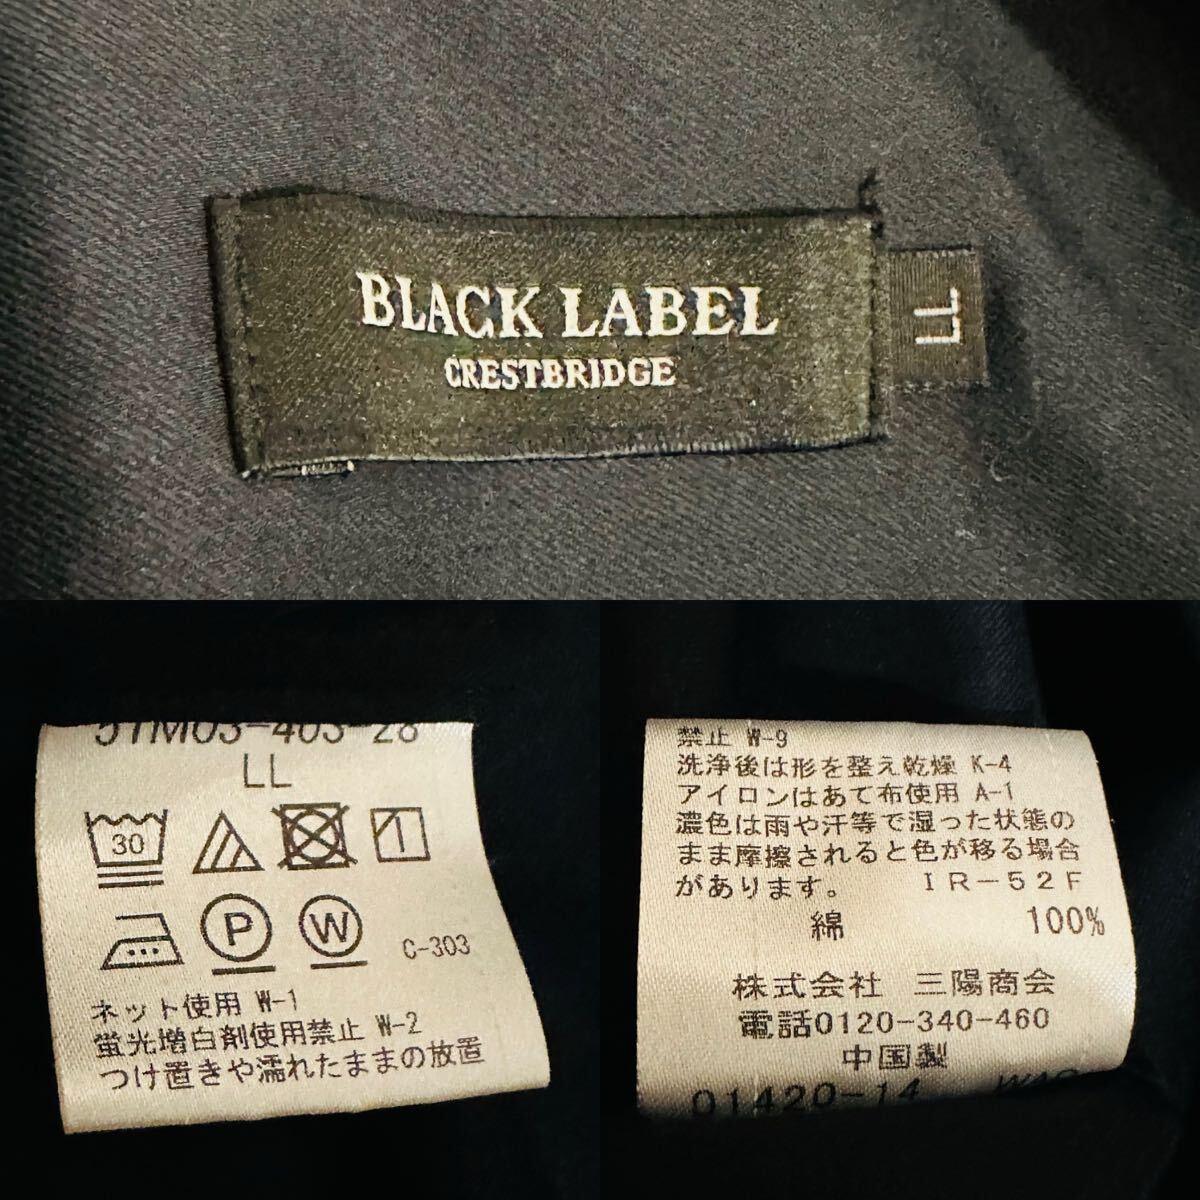 BLACK LABEL
CRESTBRIDGE
LL
51M03-403-28
LL
30
P
W
C-303
ネット使用 W-1
蛍光増白剤使用禁止 W-2
つけ置きや濡れたままの放置
禁止 W-9
洗浄後は形を整え乾燥 K-4
アイロンはあて布使用 A-1
濃色は雨や汗等で湿った状態の
まま摩擦されると色が移る場合
があります。 IR-52F
綿 100%
株式会社 三陽商会
電話0120-340-460
中国製
01420-14